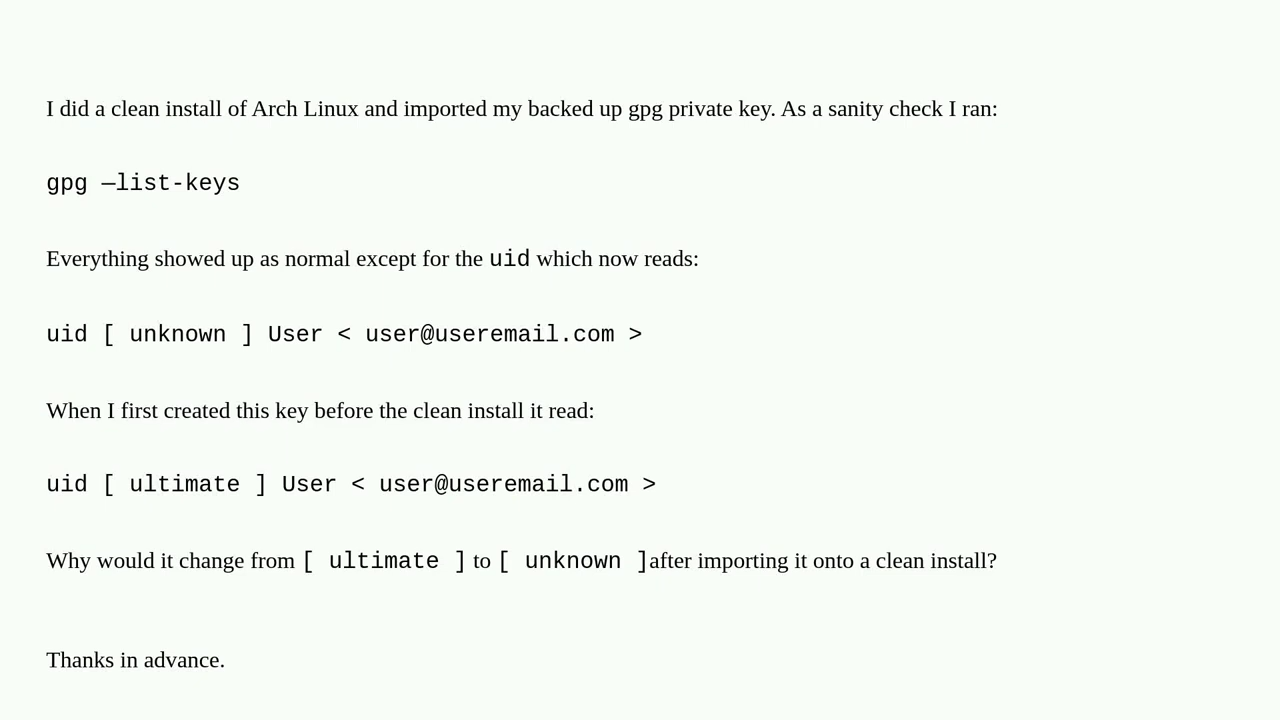 I did a clean install of Arch Linux and imported my backed up gpg private key. As a sanity check I ran:
gpg —list-keys
Everything showed up as normal except for the uid which now reads:
uid [ unknown ] User < user@useremail.com >
When I first created this key before the clean install it read:
uid [ ultimate ] User < user@useremail.com >
Why would it change from [ ultimate ] to [ unknown ]after importing it onto a clean install?
Thanks in advance.